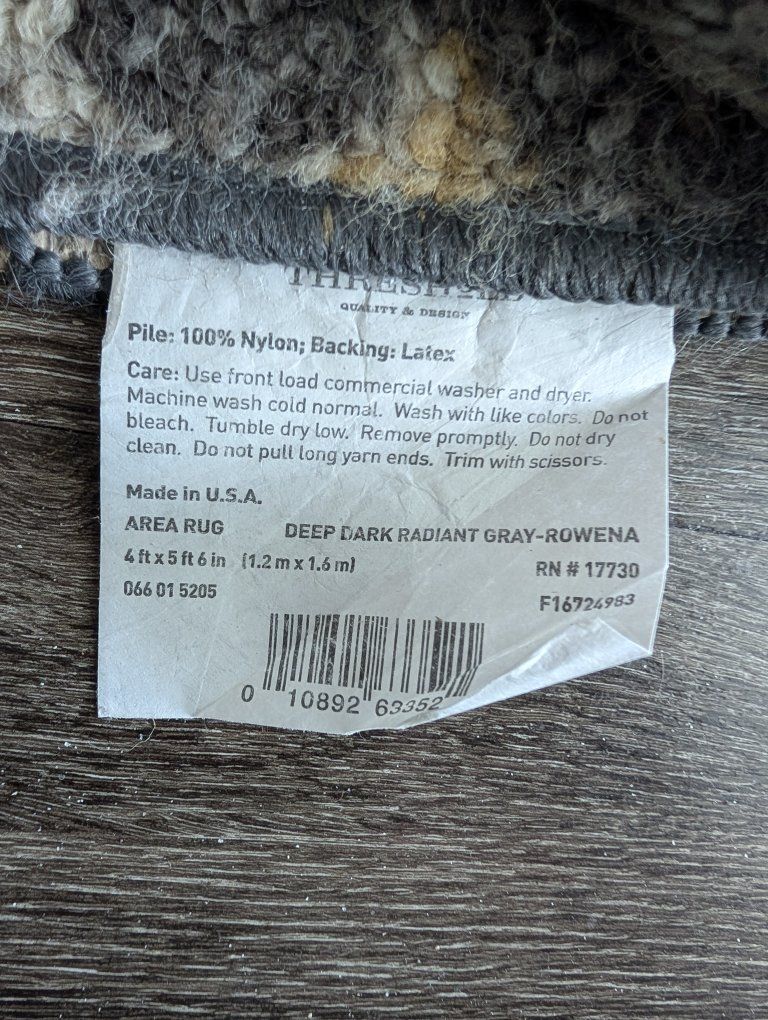 THRESHOLD
QUALITY & DESIGN
Pile: 100% Nylon; Backing: Latex
Care: Use front load commercial washer and dryer.
Machine wash cold normal. Wash with like colors. Do not
bleach. Tumble dry low. Remove promptly. Do not dry
clean. Do not pull long yarn ends. Trim with scissors.
Made in U.S.A.
AREA RUG DEEP DARK RADIANT GRAY-ROWENA
4 ft x 5 ft 6 in (1.2 m x 1.6 m) RN # 17730
066 01 5205 F16724983
0 10892 63352